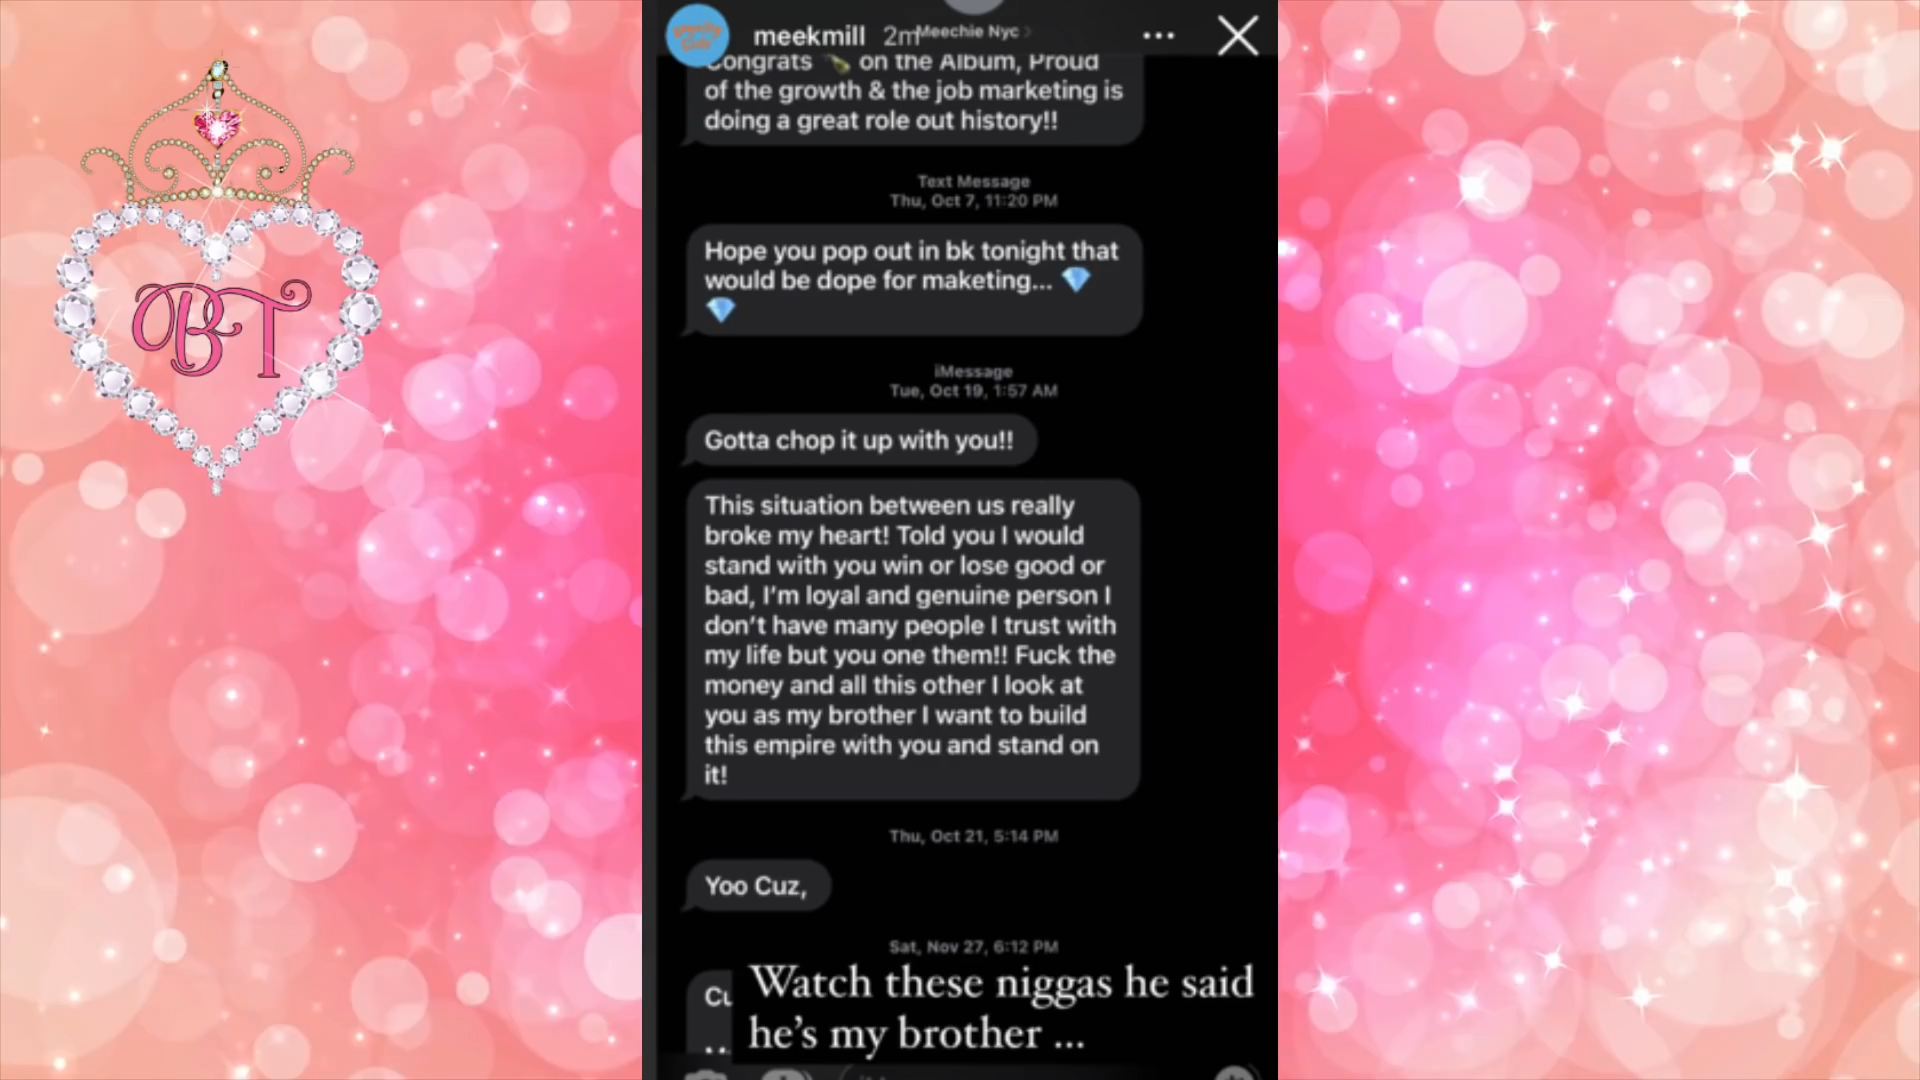 BT
meekmill 2m
Meechie Nyc
Congrats on the Album, Proud
of the growth & the job marketing is
doing a great role out history!!
Text Message
Thu, Oct 7, 11:20 PM
Hope you pop out in bk tonight that
would be dope for maketing...
iMessage
Tue, Oct 19, 1:57 AM
Gotta chop it up with you!!
This situation between us really
broke my heart! Told you I would
stand with you win or lose good or
bad, I'm loyal and genuine person I
don't have many people I trust with
my life but you one them!! Fuck the
money and all this other I look at
you as my brother I want to build
this empire with you and stand on
it!
Thu, Oct 21, 5:14 PM
Yoo Cuz,
Sat, Nov 27, 6:12 PM
Watch these niggas he said
he's my brother ...